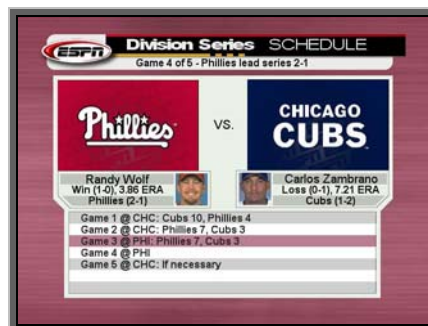 ESPN
Division Series SCHEDULE
Game 4 of 5 - Phillies lead series 2-1
Phillies
VS.
CHICAGO
CUBS
Randy Wolf
Win (1-0), 3.86 ERA
Phillies (2-1)
Carlos Zambrano
Loss (0-1), 7.21 ERA
Cubs (1-2)
Game 1 @ CHC: Cubs 10, Phillies 4
Game 2 @ CHC: Phillies 7, Cubs 3
Game 3 @ PHI: Phillies 7, Cubs 3
Game 4 @ PHI
Game 5 @ CHC: If necessary